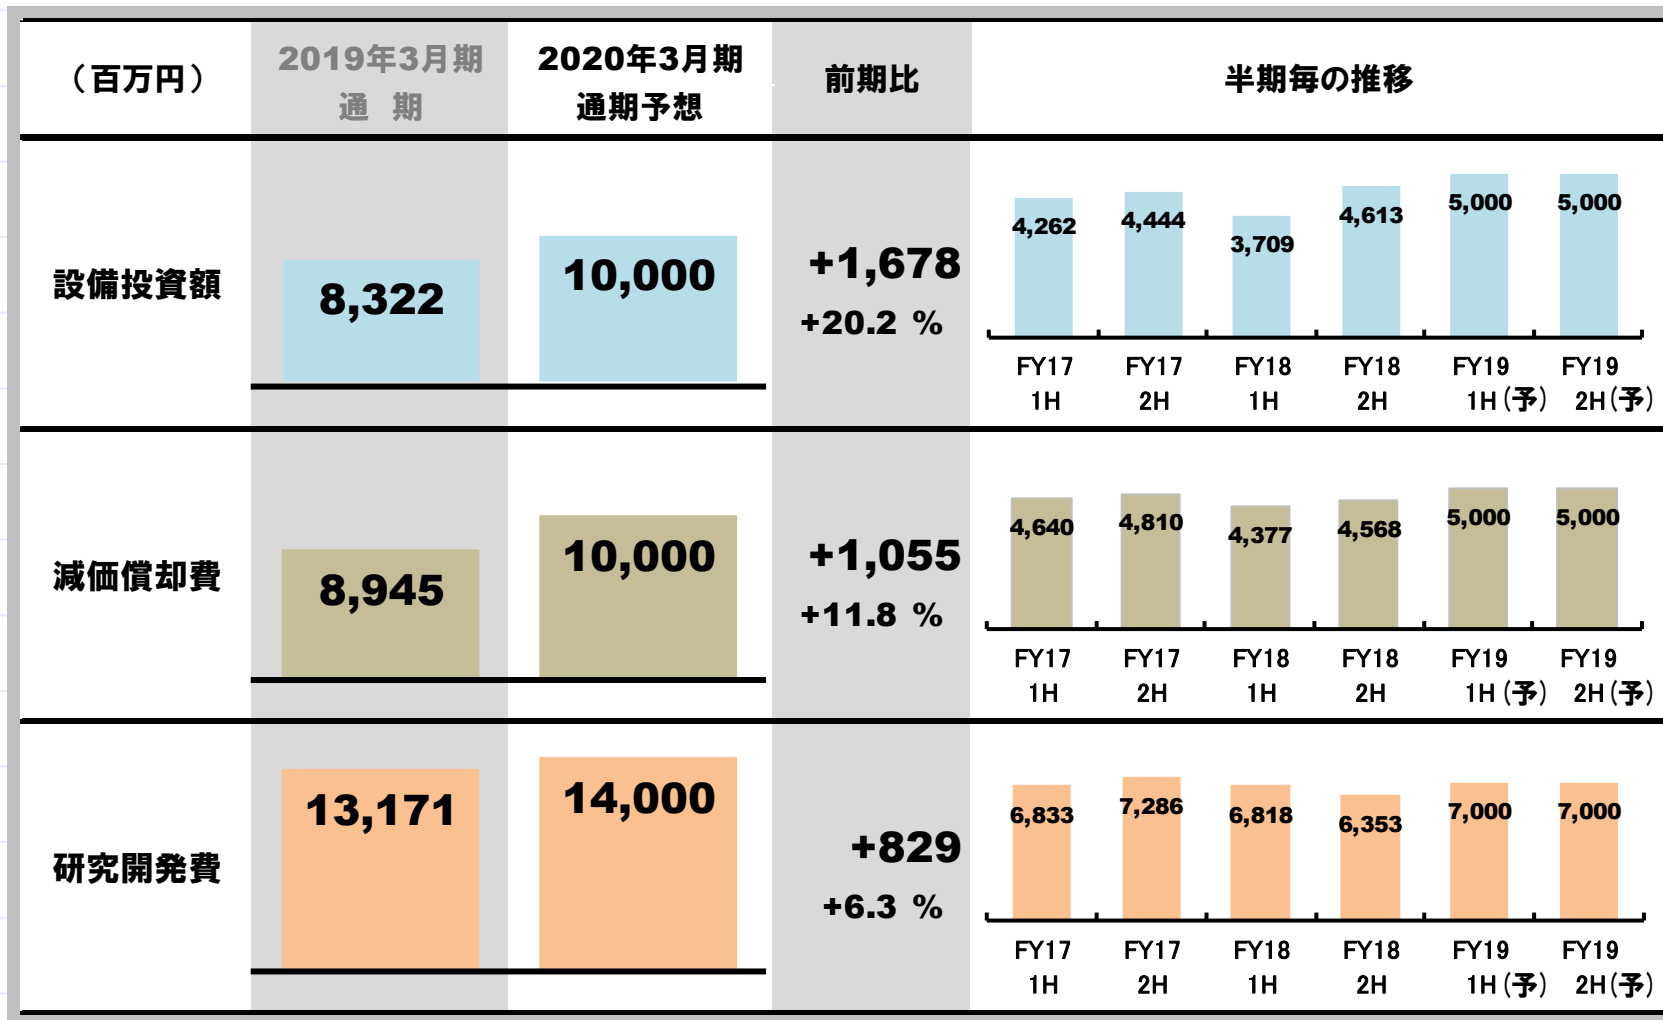 （百万円）
2019年3月期
通　期
2020年3月期
通期予想
前期比
半期毎の推移
設備投資額
8,322
10,000
+1,678
+20.2 %
4,262
4,444
3,709
4,613
5,000
5,000
FY17
1H
FY17
2H
FY18
1H
FY18
2H
FY19
1H（予）
FY19
2H（予）
減価償却費
8,945
10,000
+1,055
+11.8 %
4,640
4,810
4,377
4,568
5,000
5,000
FY17
1H
FY17
2H
FY18
1H
FY18
2H
FY19
1H（予）
FY19
2H（予）
研究開発費
13,171
14,000
+829
+6.3 %
6,833
7,286
6,818
6,353
7,000
7,000
FY17
1H
FY17
2H
FY18
1H
FY18
2H
FY19
1H（予）
FY19
2H（予）